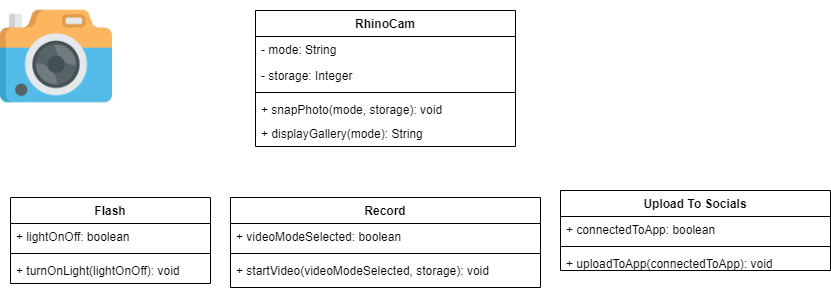 RhinoCam
- mode: String
- storage: Integer
+ snapPhoto(mode, storage): void
+ displayGallery(mode): String
Flash
+ lightOnOff: boolean
+ turnOnLight(lightOnOff): void
Record
+ videoModeSelected: boolean
+ startVideo(videoModeSelected, storage): void
Upload To Socials
+ connectedToApp: boolean
+ uploadToApp(connectedToApp): void